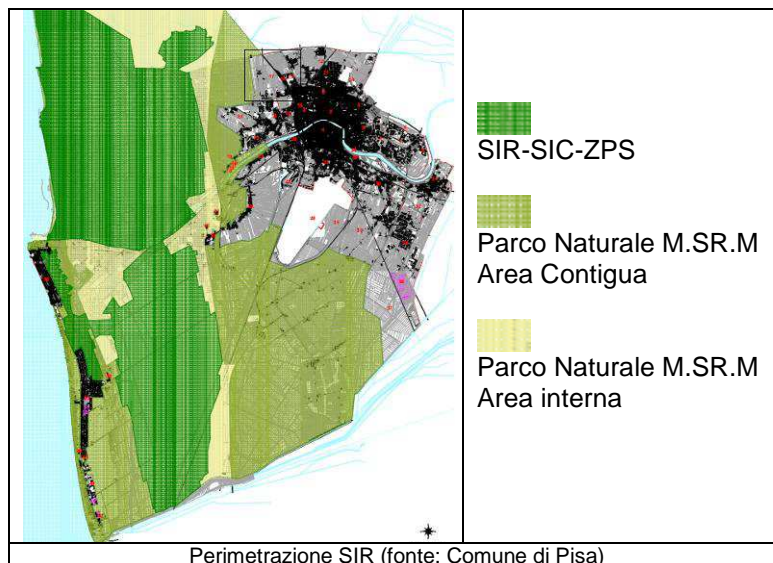 SIR-SIC-ZPS
Parco Naturale M.SR.M
Area Contigua
Parco Naturale M.SR.M
Area interna
Perimetrazione SIR (fonte: Comune di Pisa)